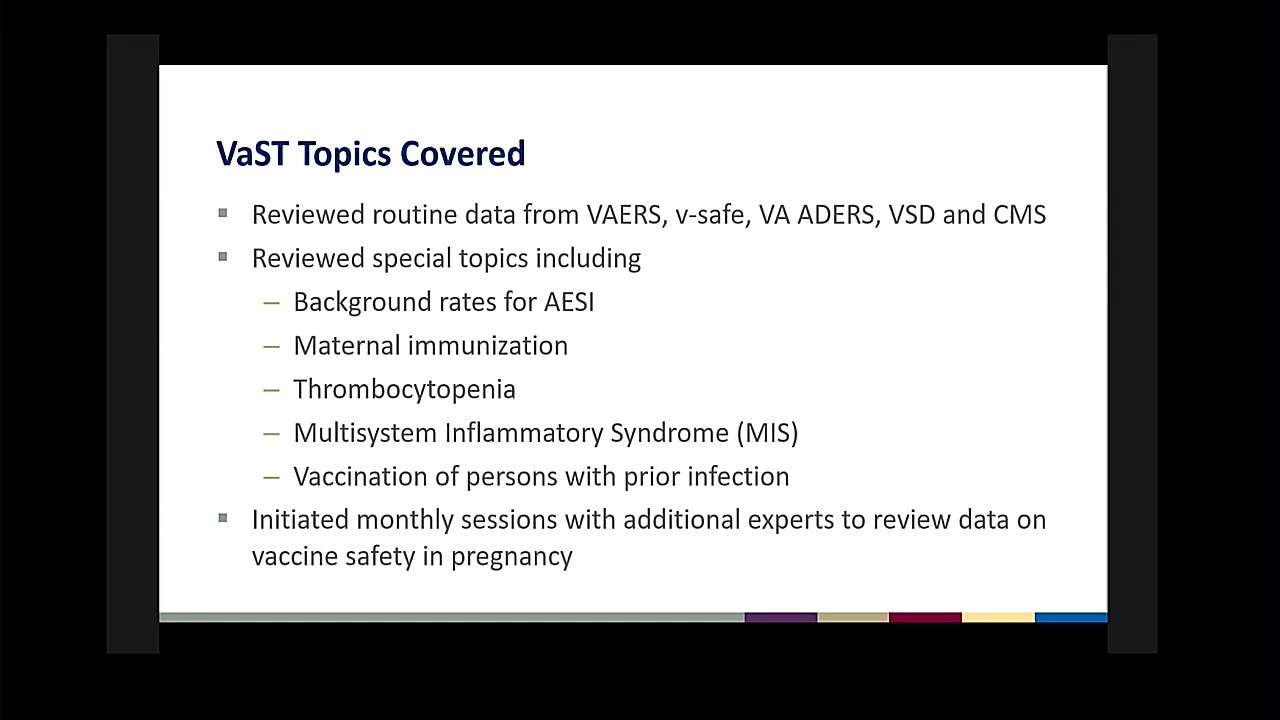 VaST Topics Covered
Reviewed routine data from VAERS, v-safe, VA ADERS, VSD and CMS
Reviewed special topics including
– Background rates for AESI
– Maternal immunization
– Thrombocytopenia
– Multisystem Inflammatory Syndrome (MIS)
– Vaccination of persons with prior infection
Initiated monthly sessions with additional experts to review data on
vaccine safety in pregnancy